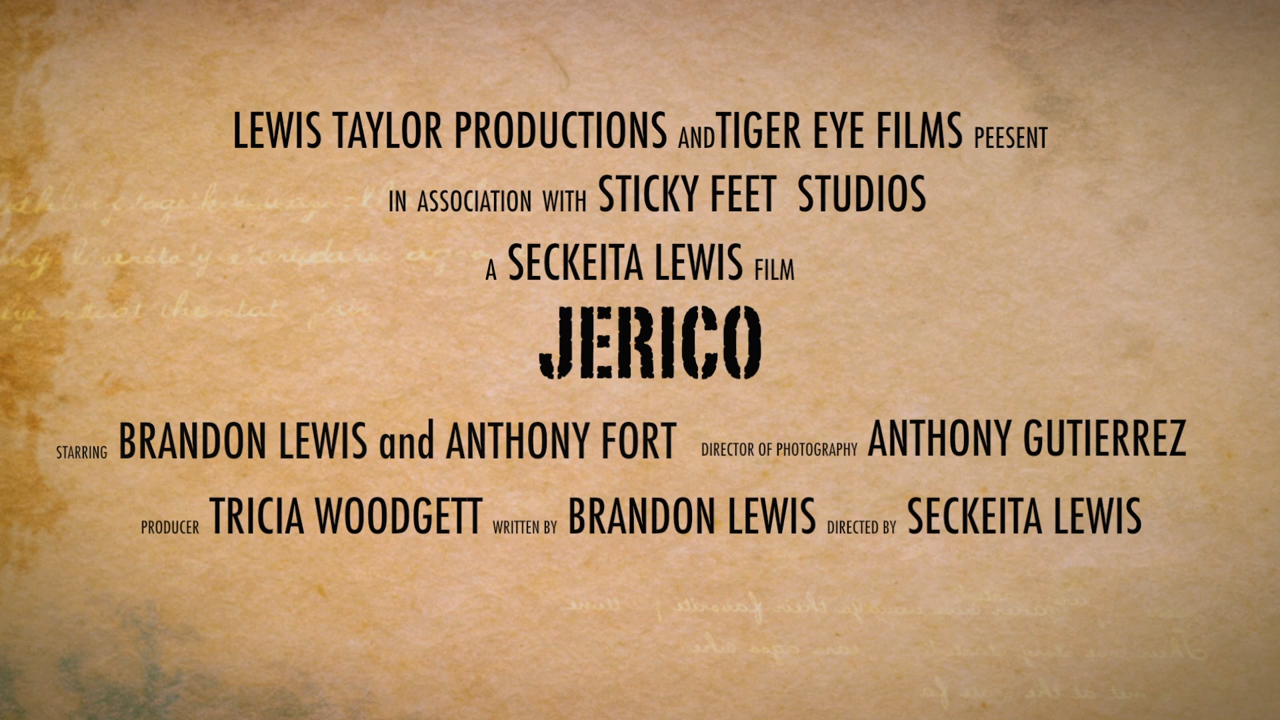 LEWIS TAYLOR PRODUCTIONS ANDTIGER EYE FILMS PEESENT
IN ASSOCIATION WITH STICKY FEET STUDIOS
A SECKEITA LEWIS FILM
JERICO
STARRING BRANDON LEWIS and ANTHONY FORT DIRECTOR OF PHOTOGRAPHY ANTHONY GUTIERREZ
PRODUCER TRICIA WOODGETT WRITTEN BY BRANDON LEWIS DIRECTED BY SECKEITA LEWIS